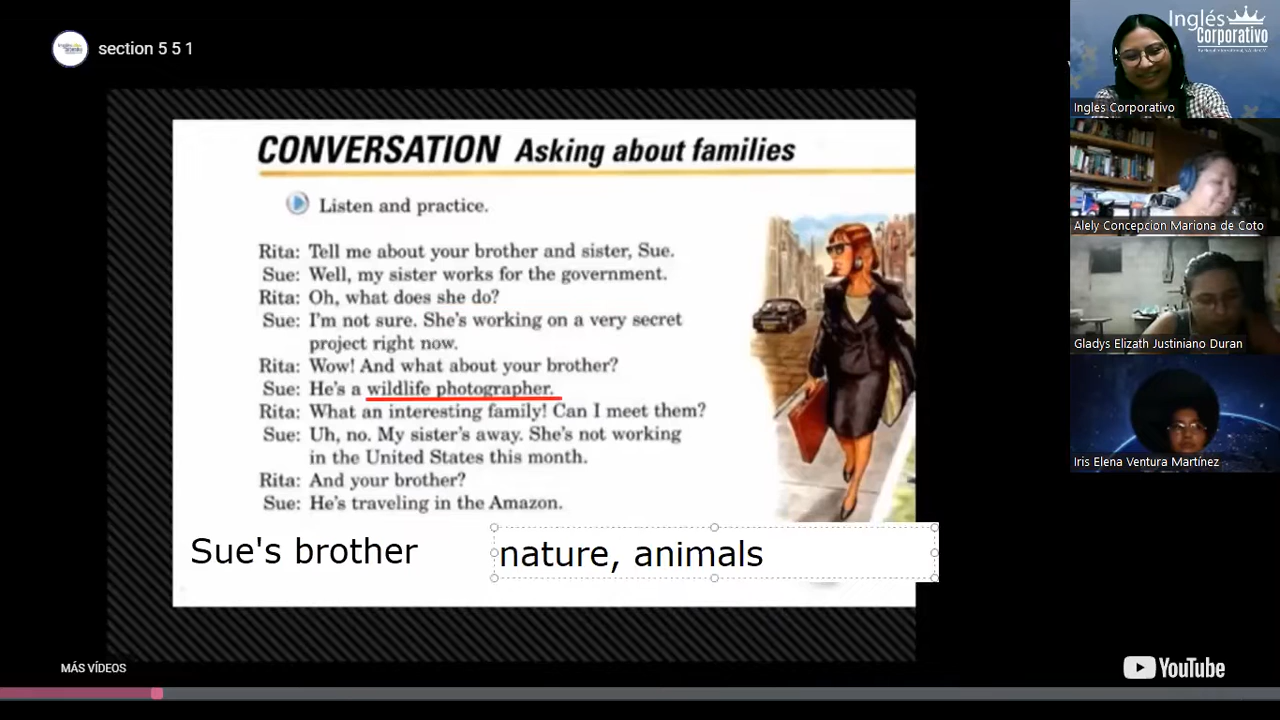 section 5 5 1
CONVERSATION Asking about families
Listen and practice.
Rita: Tell me about your brother and sister, Sue.
Sue: Well, my sister works for the government.
Rita: Oh, what does she do?
Sue: I'm not sure. She's working on a very secret
project right now.
Rita: Wow! And what about your brother?
Sue: He's a wildlife photographer.
Rita: What an interesting family! Can I meet them?
Sue: Uh, no. My sister's away. She's not working
in the United States this month.
Rita: And your brother?
Sue: He's traveling in the Amazon.
Sue's brother
nature, animals
MÁS VÍDEOS
YouTube
Inglés
Corporativo
Inglés Corporativo
Alely Concepcion Mariona de Coto
Gladys Elizath Justiniano Duran
Iris Elena Ventura Martínez